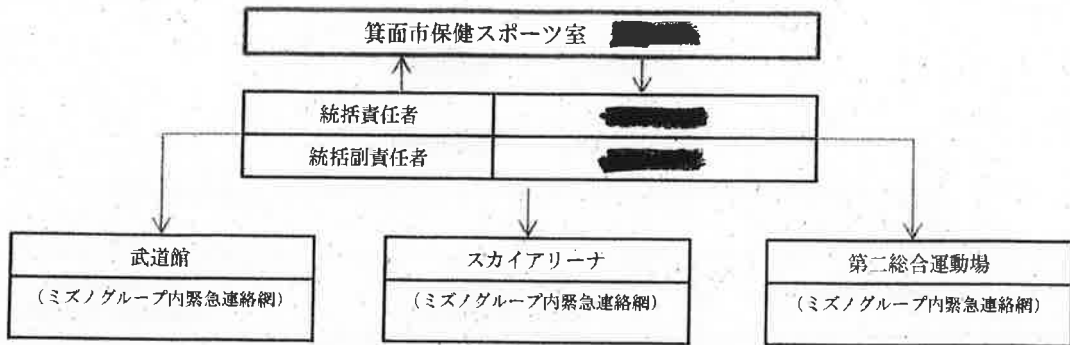 箕面市保健スポーツ室
統括責任者
統括副責任者
武道館
(ミズノグループ内緊急連絡網)
スカイアリーナ
(ミズノグループ内緊急連絡網)
第二総合運動場
(ミズノグループ内緊急連絡網)